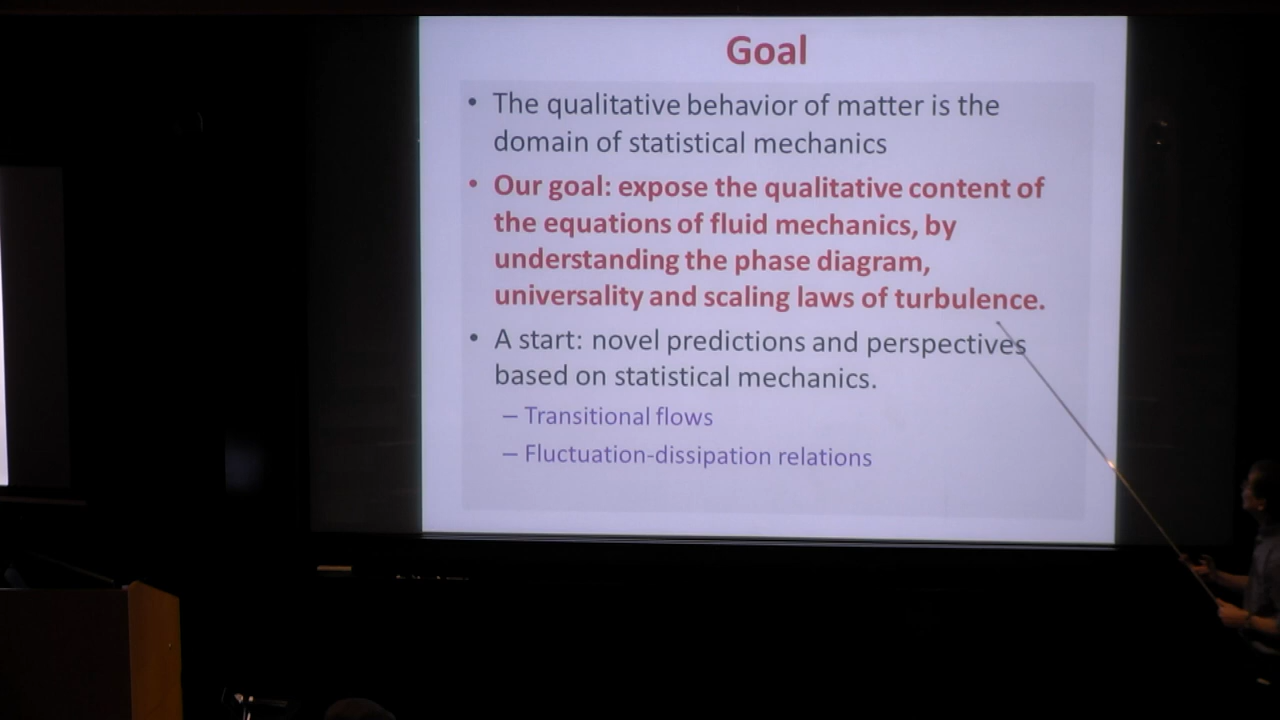 Goal
• The qualitative behavior of matter is the
domain of statistical mechanics
• Our goal: expose the qualitative content of
the equations of fluid mechanics, by
understanding the phase diagram,
universality and scaling laws of turbulence.
• A start: novel predictions and perspectives
based on statistical mechanics.
– Transitional flows
– Fluctuation-dissipation relations